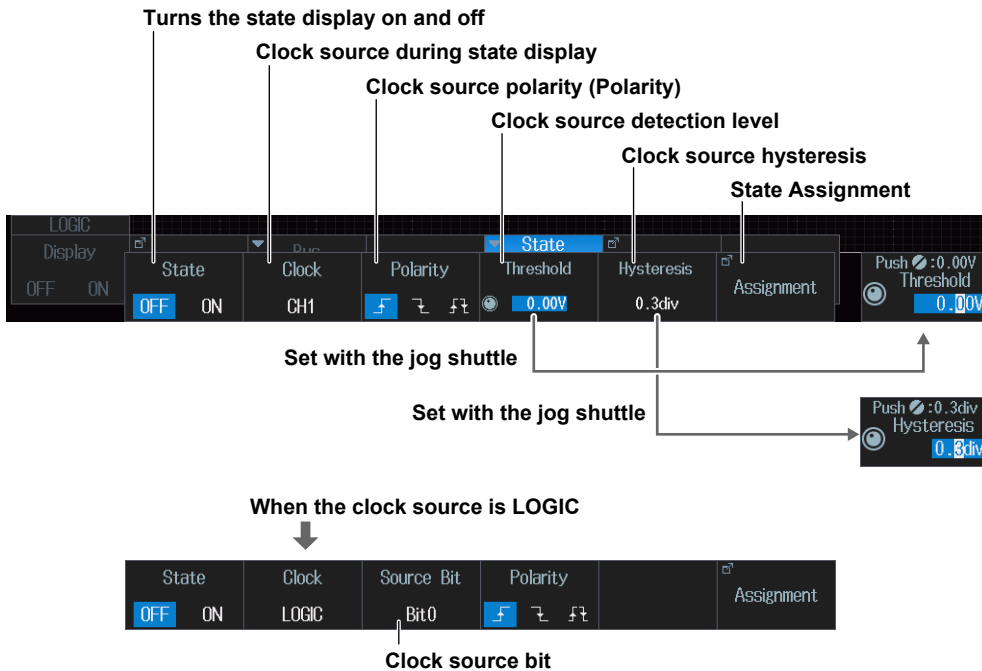 Turns the state display on and off
Clock source during state display
Clock source polarity (Polarity)
Clock source detection level
Clock source hysteresis
State Assignment
LOGIC
Display
OFF ON
Bus
State
State
OFF ON
Clock
CH1
Polarity
Threshold
0.00V
Hysteresis
0.3div
Assignment
Push :0.00V
Threshold
0.00V
Set with the jog shuttle
Set with the jog shuttle
Push :0.3div
Hysteresis
0.3div
When the clock source is LOGIC
State
OFF ON
Clock
LOGIC
Source Bit
Bit0
Polarity
Assignment
Clock source bit